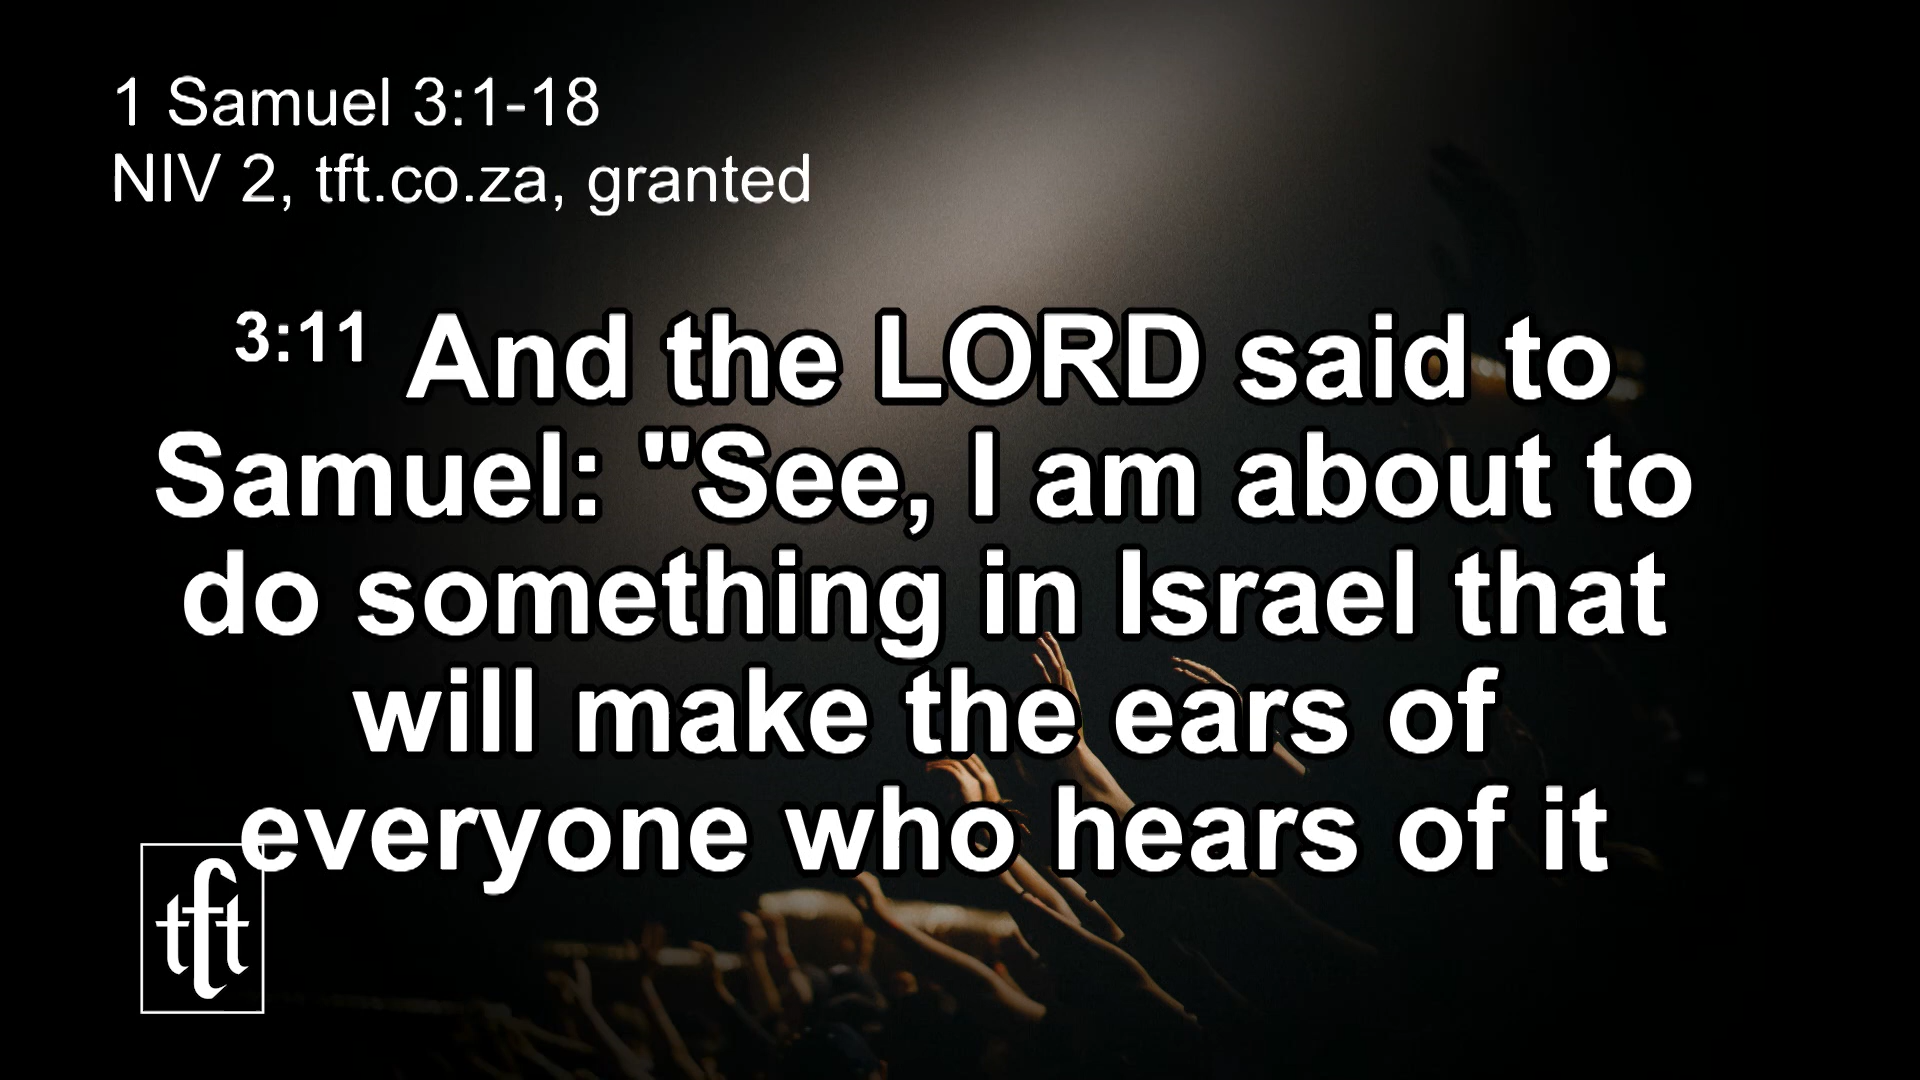 1 Samuel 3:1-18
NIV 2, tft.co.za, granted
3:11 And the LORD said to
Samuel: "See, I am about to
do something in Israel that
will make the ears of
everyone who hears of it
tft